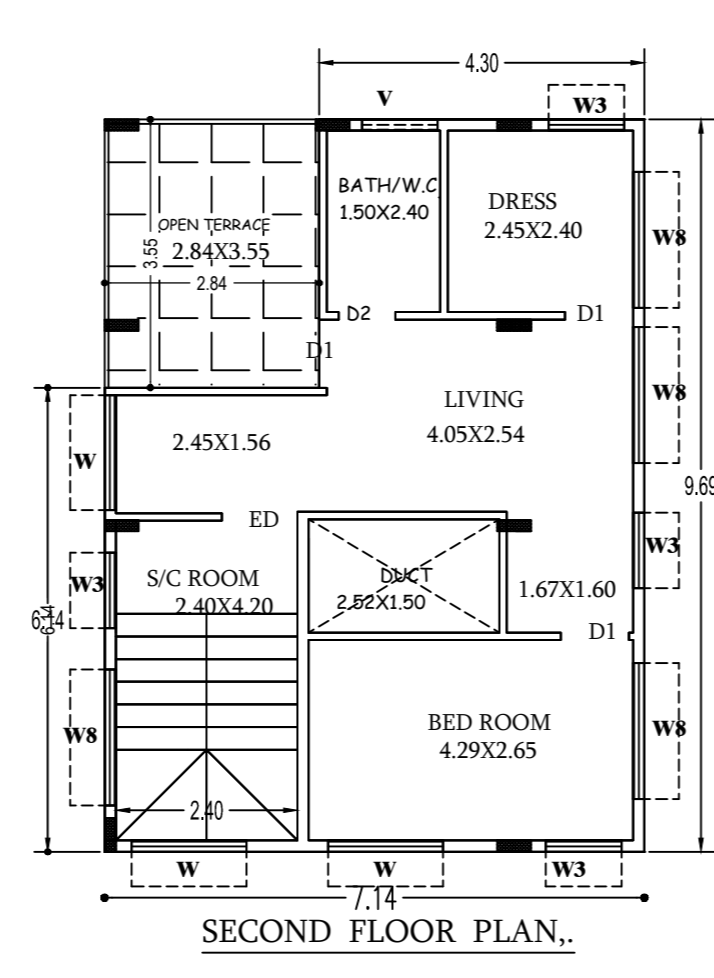 4.30
V
W3
BATH/W.C
1.50X2.40
DRESS
2.45X2.40
OPEN TERRACE
2.84X3.55
3.55
2.84
W8
D2
D1
D1
W8
LIVING
4.05X2.54
2.45X1.56
W
9.69
ED
W3
S/C ROOM
2.40X4.20
W3
DUCT
2.52X1.50
1.67X1.60
6.14
6.14
D1
BED ROOM
4.29X2.65
W8
W8
2.40
W
W
W3
7.14
SECOND FLOOR PLAN,.